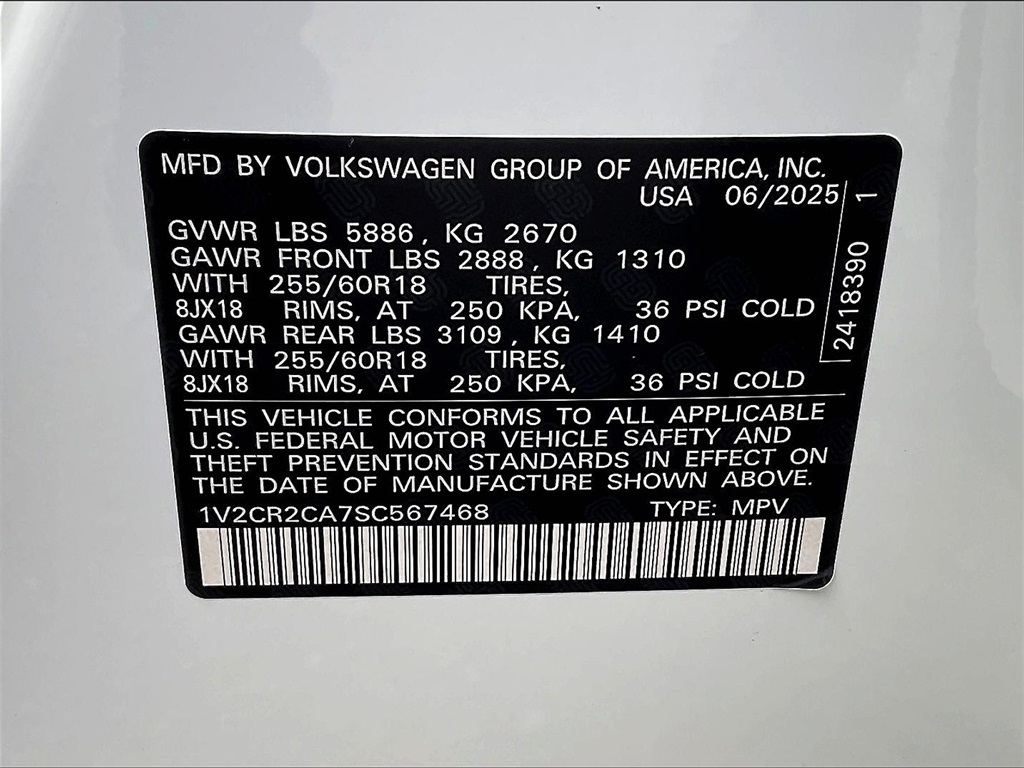 MFD BY VOLKSWAGEN GROUP OF AMERICA, INC.
USA 06/2025
GVWR LBS 5886, KG 2670
GAWR FRONT LBS 2888, KG 1310
WITH 255/60R18 TIRES,
8JX18 RIMS, AT 250 KPA, 36 PSI COLD
GAWR REAR LBS 3109, KG 1410
WITH 255/60R18 TIRES,
8JX18 RIMS, AT 250 KPA, 36 PSI COLD
2418390 1
THIS VEHICLE CONFORMS TO ALL APPLICABLE
U.S. FEDERAL MOTOR VEHICLE SAFETY AND
THEFT PREVENTION STANDARDS IN EFFECT ON
THE DATE OF MANUFACTURE SHOWN ABOVE.
1V2CR2CA7SC567468 TYPE: MPV